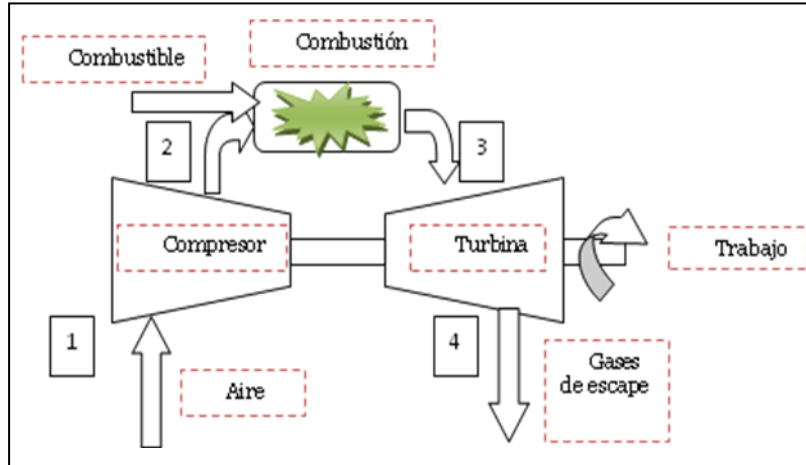 Combustible
Combustión
2
3
Compresor
Turbina
Trabajo
1
4
Aire
Gases
de escape